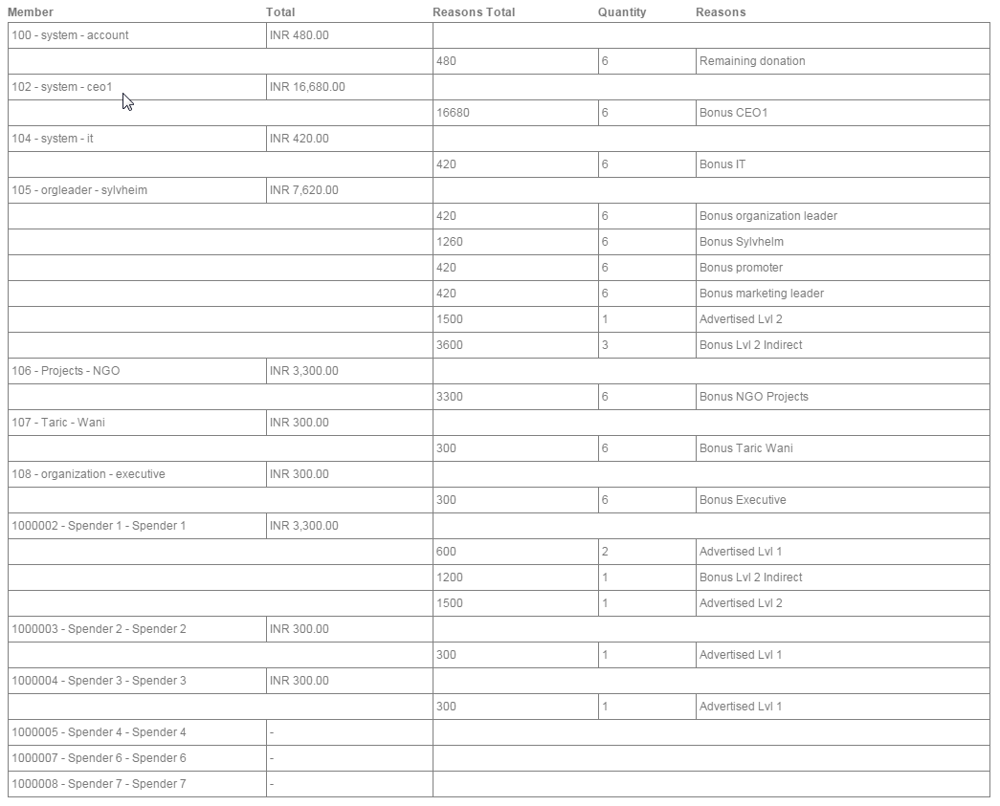 Member Total Reasons Total Quantity Reasons
100 - system - account INR 480.00
480 6 Remaining donation
102 - system - ceo1 INR 16,680.00
16680 6 Bonus CEO1
104 - system - it INR 420.00
420 6 Bonus IT
105 - orgleader - sylvheim INR 7,620.00
420 6 Bonus organization leader
1260 6 Bonus Sylvhelm
420 6 Bonus promoter
420 6 Bonus marketing leader
1500 1 Advertised Lvl 2
3600 3 Bonus Lvl 2 Indirect
106 - Projects - NGO INR 3,300.00
3300 6 Bonus NGO Projects
107 - Taric - Wani INR 300.00
300 6 Bonus Taric Wani
108 - organization - executive INR 300.00
300 6 Bonus Executive
1000002 - Spender 1 - Spender 1 INR 3,300.00
600 2 Advertised Lvl 1
1200 1 Bonus Lvl 2 Indirect
1500 1 Advertised Lvl 2
1000003 - Spender 2 - Spender 2 INR 300.00
300 1 Advertised Lvl 1
1000004 - Spender 3 - Spender 3 INR 300.00
300 1 Advertised Lvl 1
1000005 - Spender 4 - Spender 4 -
1000007 - Spender 6 - Spender 6 -
1000008 - Spender 7 - Spender 7 -